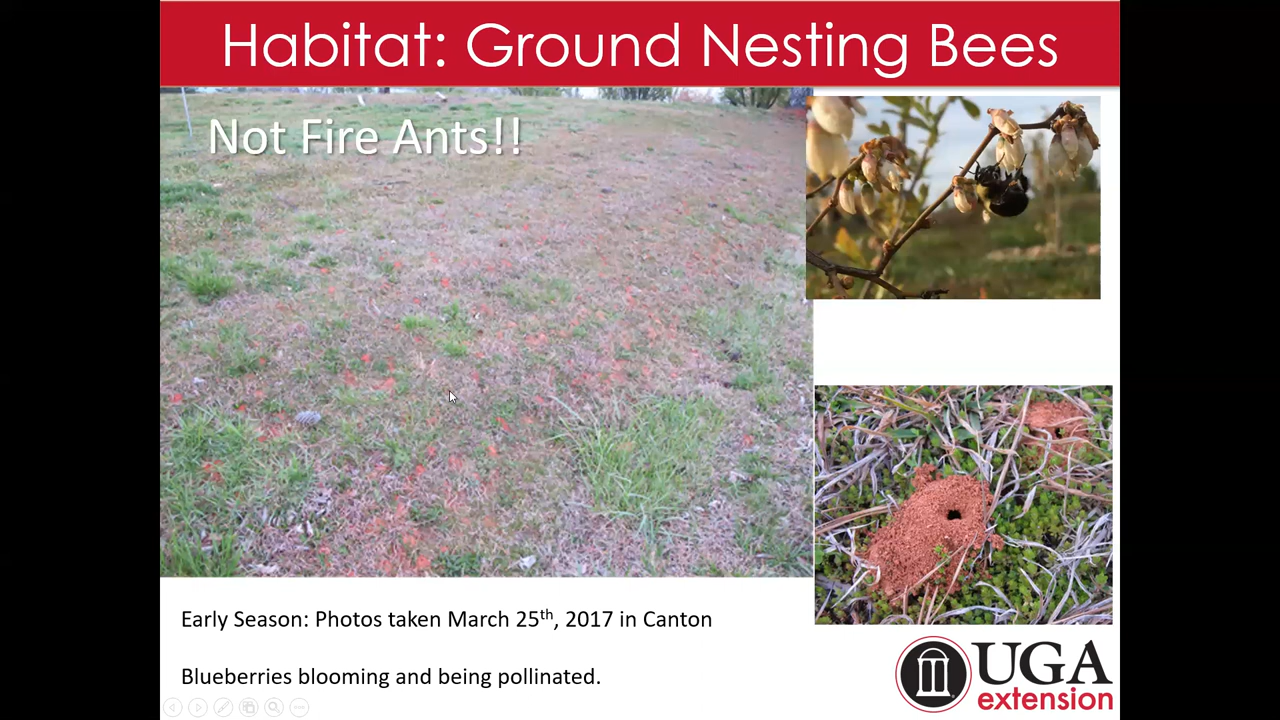 Habitat: Ground Nesting Bees
Not Fire Ants!!
Early Season: Photos taken March 25th, 2017 in Canton
Blueberries blooming and being pollinated.
UGA
extension